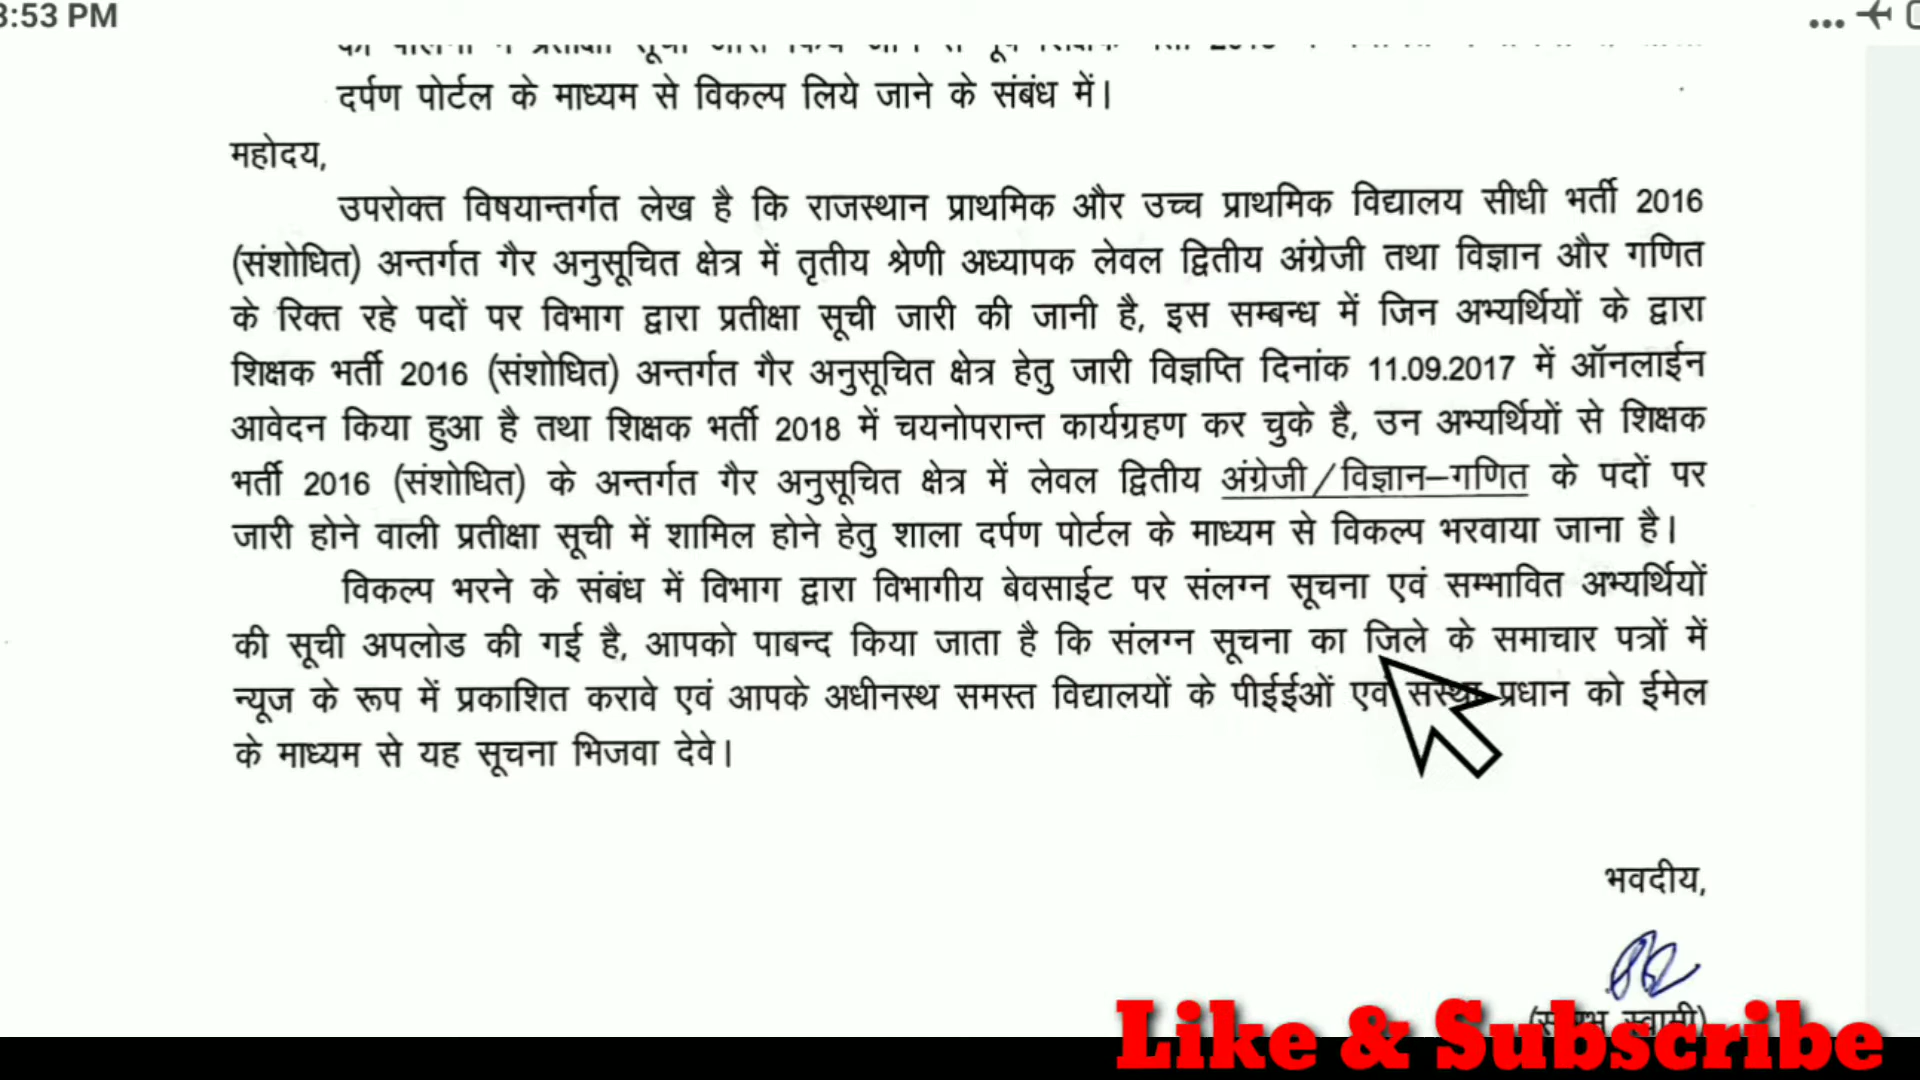 3:53 PM
दर्पण पोर्टल के माध्यम से विकल्प लिये जाने के संबंध में।
महोदय,
उपरोक्त विषयान्तर्गत लेख है कि राजस्थान प्राथमिक और उच्च प्राथमिक विद्यालय सीधी भर्ती 2016
(संशोधित) अन्तर्गत गैर अनुसूचित क्षेत्र में तृतीय श्रेणी अध्यापक लेवल द्वितीय अंग्रेजी तथा विज्ञान और गणित
के रिक्त रहे पदों पर विभाग द्वारा प्रतीक्षा सूची जारी की जानी है, इस सम्बन्ध में जिन अभ्यर्थियों के द्वारा
शिक्षक भर्ती 2016 (संशोधित) अन्तर्गत गैर अनुसूचित क्षेत्र हेतु जारी विज्ञप्ति दिनांक 11.09.2017 में ऑनलाईन
आवेदन किया हुआ है तथा शिक्षक भर्ती 2018 में चयनोपरान्त कार्यग्रहण कर चुके है, उन अभ्यर्थियों से शिक्षक
भर्ती 2016 (संशोधित) के अन्तर्गत गैर अनुसूचित क्षेत्र में लेवल द्वितीय अंग्रेजी/विज्ञान–गणित के पदों पर
जारी होने वाली प्रतीक्षा सूची में शामिल होने हेतु शाला दर्पण पोर्टल के माध्यम से विकल्प भरवाया जाना है।
विकल्प भरने के संबंध में विभाग द्वारा विभागीय बेवसाईट पर संलग्न सूचना एवं सम्भावित अभ्यर्थियों
की सूची अपलोड की गई है, आपको पाबन्द किया जाता है कि संलग्न सूचना का जिले के समाचार पत्रों में
न्यूज के रूप में प्रकाशित करावे एवं आपके अधीनस्थ समस्त विद्यालयों के पीईईओं एवं संस्था प्रधान को ईमेल
के माध्यम से यह सूचना भिजवा देवे।
भवदीय,
स्वामी)
Like & Subscribe